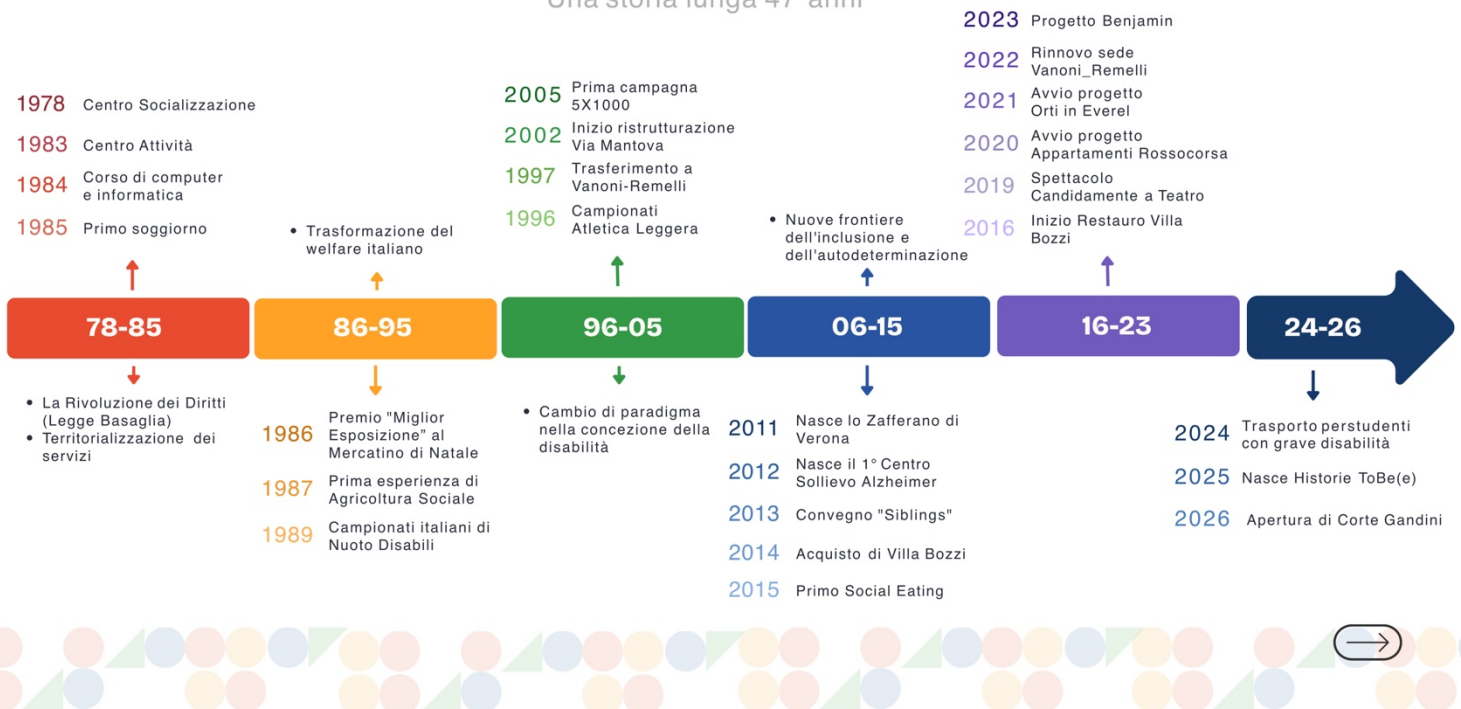 Una storia lunga 47 anni
1978 Centro Socializzazione
1983 Centro Attività
1984 Corso di computer
e informatica
1985 Primo soggiorno
• Trasformazione del
welfare italiano
2005 Prima campagna
5X1000
2002 Inizio ristrutturazione
Via Mantova
1997 Trasferimento a
Vanoni-Remelli
1996 Campionati
Atletica Leggera
• Nuove frontiere
dell'inclusione e
dell'autodeterminazione
2023 Progetto Benjamin
2022 Rinnovo sede
Vanoni_Remelli
2021 Avvio progetto
Orti in Everel
2020 Avvio progetto
Appartamenti Rossocorsa
2019 Spettacolo
Candidamente a Teatro
2016 Inizio Restauro Villa
Bozzi
78-85
86-95
96-05
06-15
16-23
24-26
• La Rivoluzione dei Diritti
(Legge Basaglia)
• Territorializzazione dei
servizi
1986 Premio "Miglior
Esposizione” al
Mercatino di Natale
1987 Prima esperienza di
Agricoltura Sociale
1989 Campionati italiani di
Nuoto Disabili
• Cambio di paradigma
nella concezione della
disabilità
2011 Nasce lo Zafferano di
Verona
2012 Nasce il 1° Centro
Sollievo Alzheimer
2013 Convegno "Siblings"
2014 Acquisto di Villa Bozzi
2015 Primo Social Eating
2024 Trasporto perstudenti
con grave disabilità
2025 Nasce Historie ToBe(e)
2026 Apertura di Corte Gandini